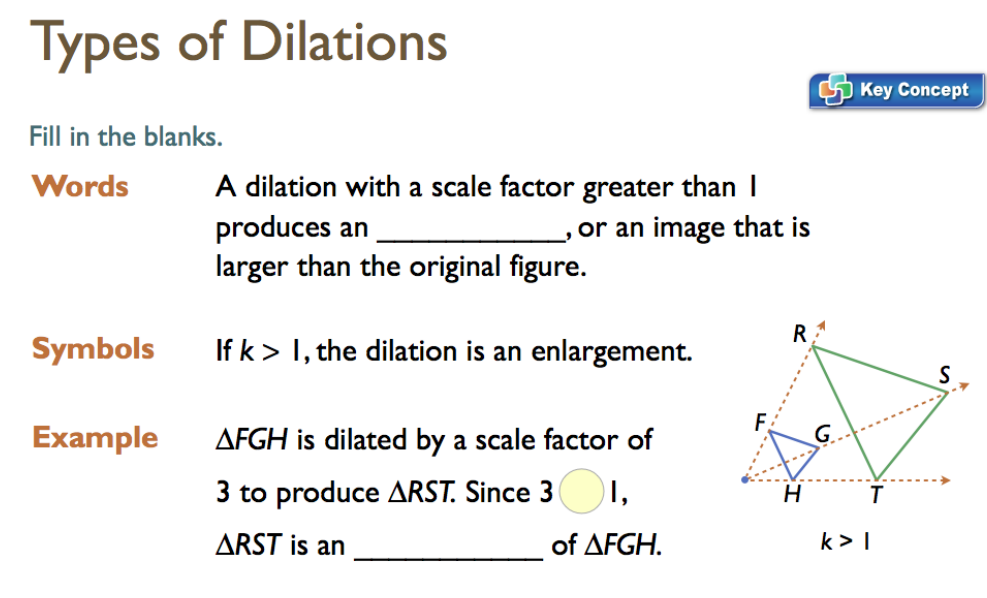 Types of Dilations
Key Concept
Fill in the blanks.
Words
A dilation with a scale factor greater than 1
produces an ____________, or an image that is
larger than the original figure.
Symbols
If k > 1, the dilation is an enlargement.
Example
ΔFGH is dilated by a scale factor of
3 to produce ΔRST. Since 3 1,
ΔRST is an ____________ of ΔFGH.
R
S
F
G
H
T
k > 1